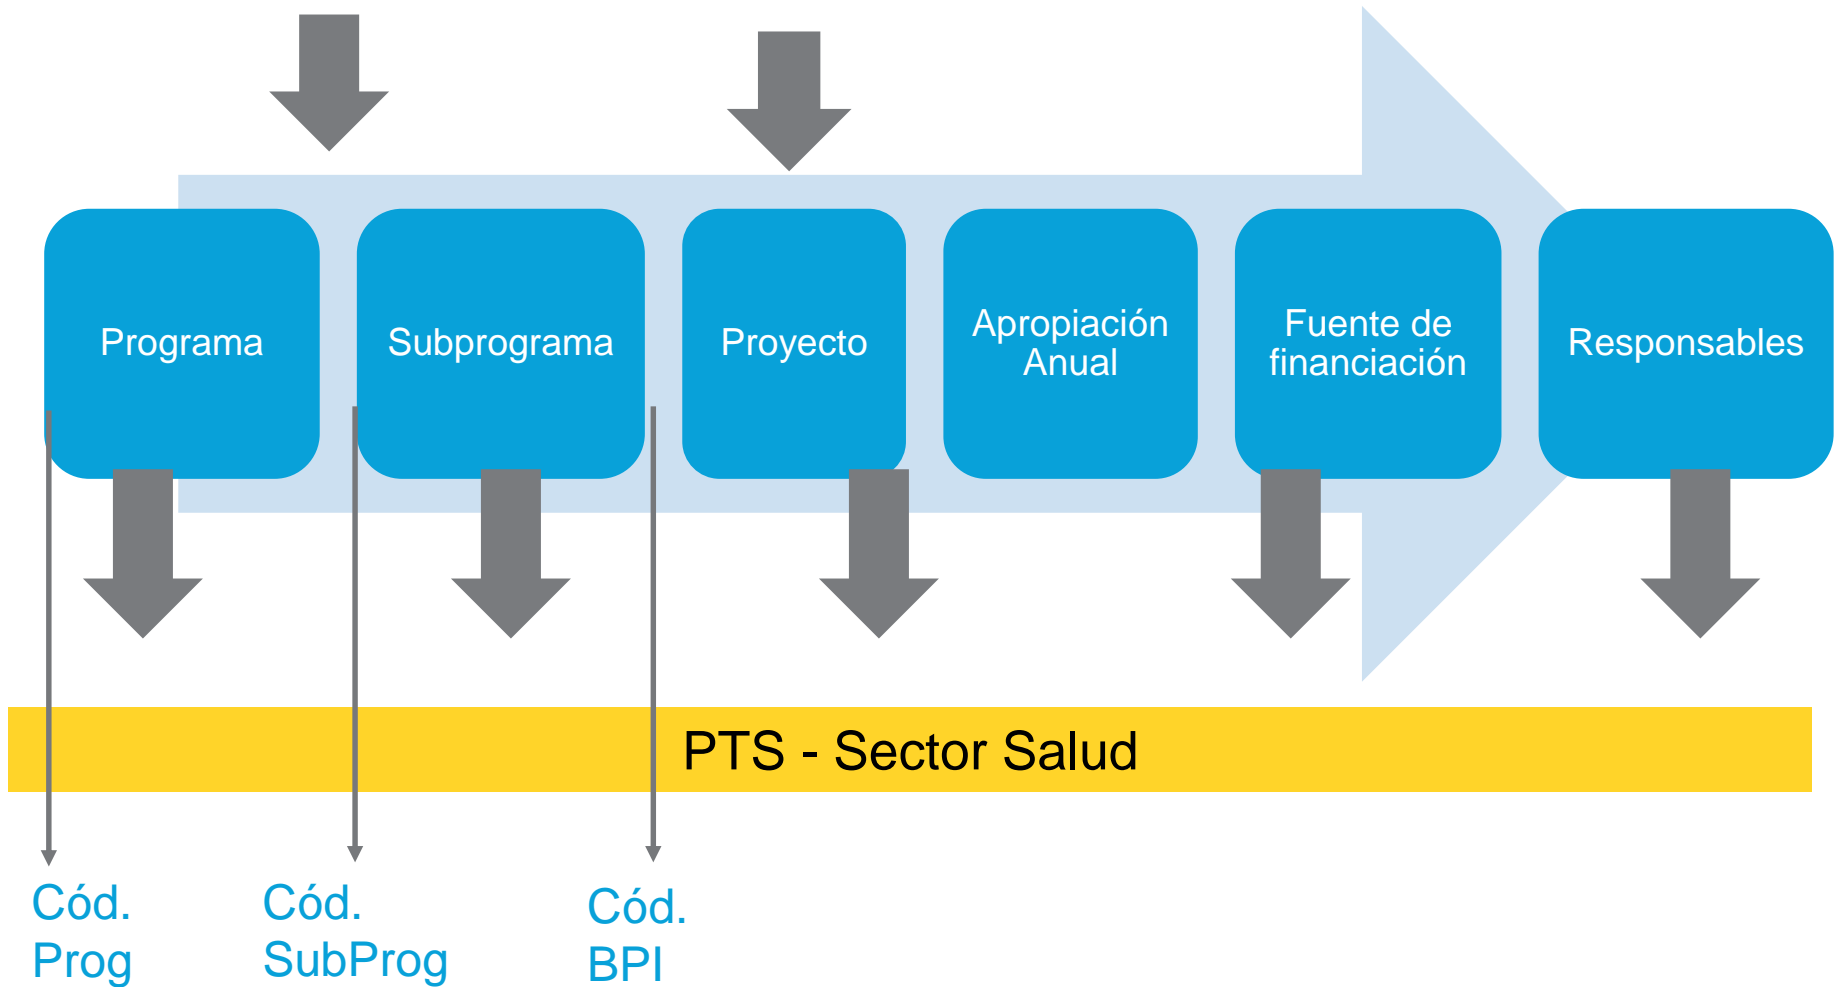 Programa
Subprograma
Proyecto
Apropiación
Anual
Fuente de
financiación
Responsables
PTS - Sector Salud
Cód.
Prog
Cód.
SubProg
Cód.
BPI